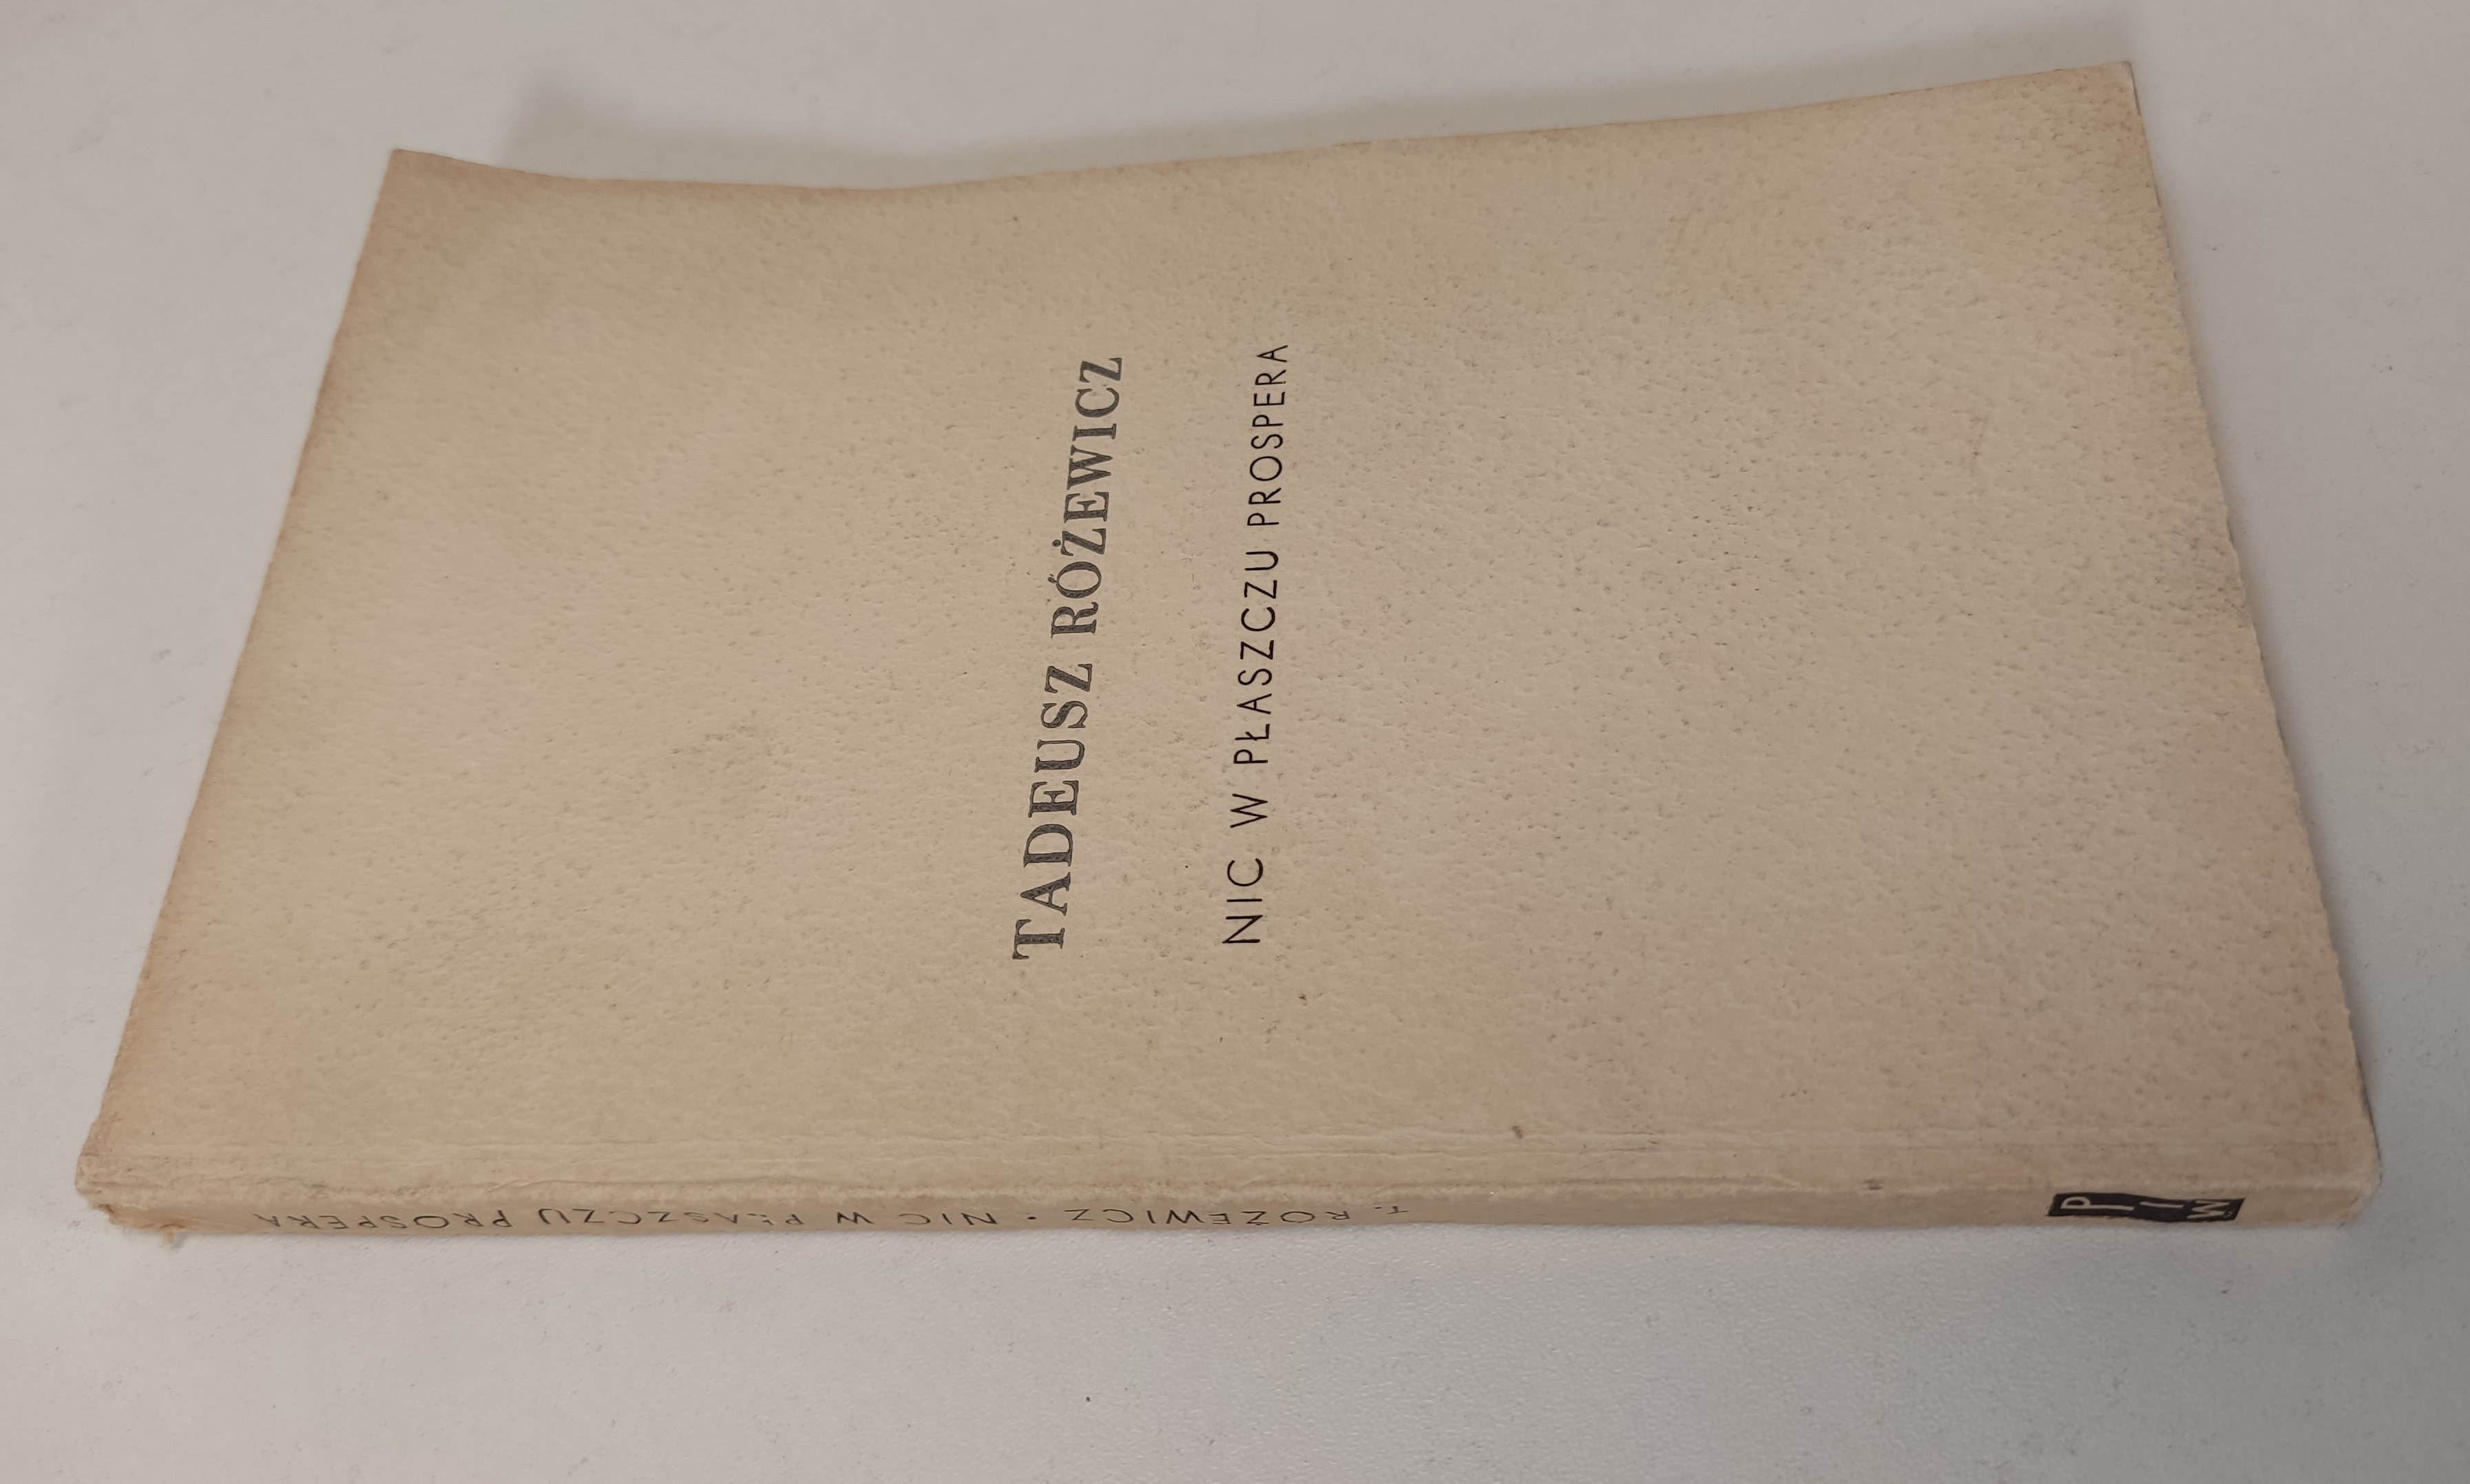 TADEUSZ RÓŻEWICZ
NIC W PŁASZCZU PROSPERA
T. RÓŻEWICZ • NIC W PŁASZCZU PROSPERA
PIW